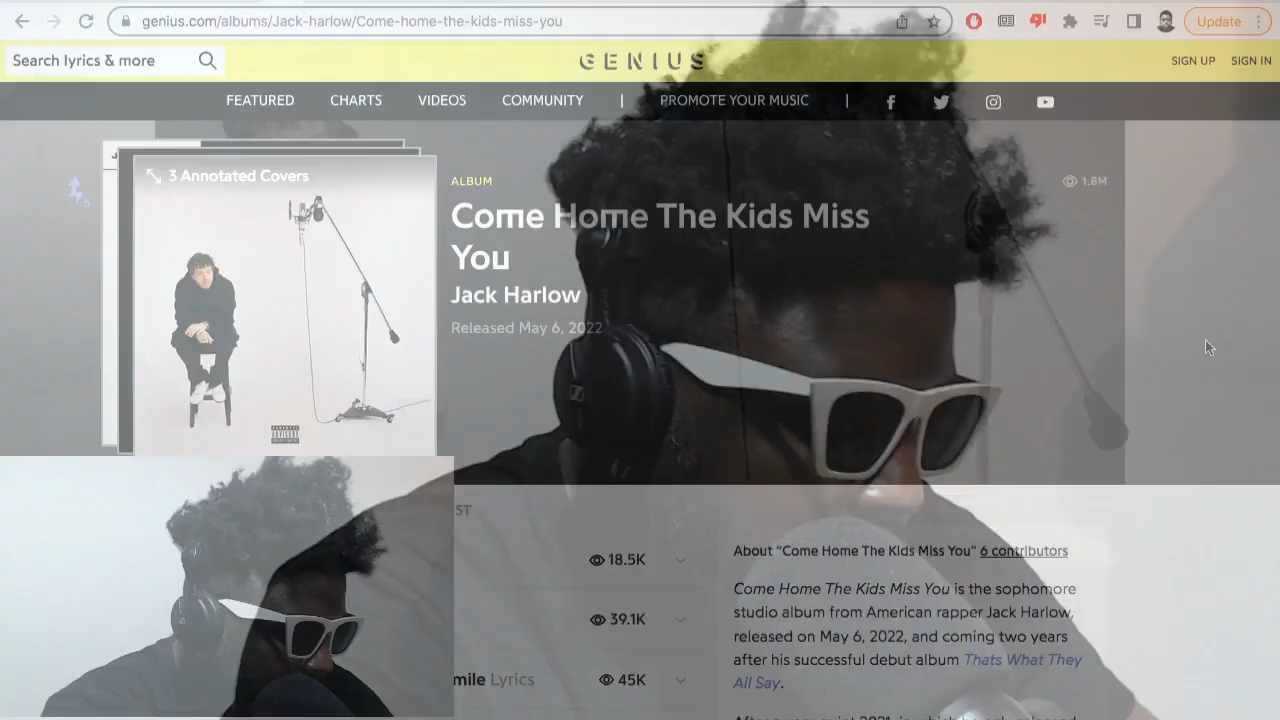 genius.com/albums/Jack-harlow/Come-home-the-kids-miss-you
Update
Search lyrics & more
GENIUS
SIGN UP
SIGN IN
FEATURED
CHARTS
VIDEOS
COMMUNITY
|
PROMOTE YOUR MUSIC
|
3 Annotated Covers
ALBUM
1.8M
Come Home The Kids Miss
You
Jack Harlow
Released May 6, 2022
ST
18.5K
39.1K
mile Lyrics
45K
About “Come Home The Kids Miss You” 6 contributors
Come Home The Kids Miss You is the sophomore
studio album from American rapper Jack Harlow,
released on May 6, 2022, and coming two years
after his successful debut album Thats What They
All Say.